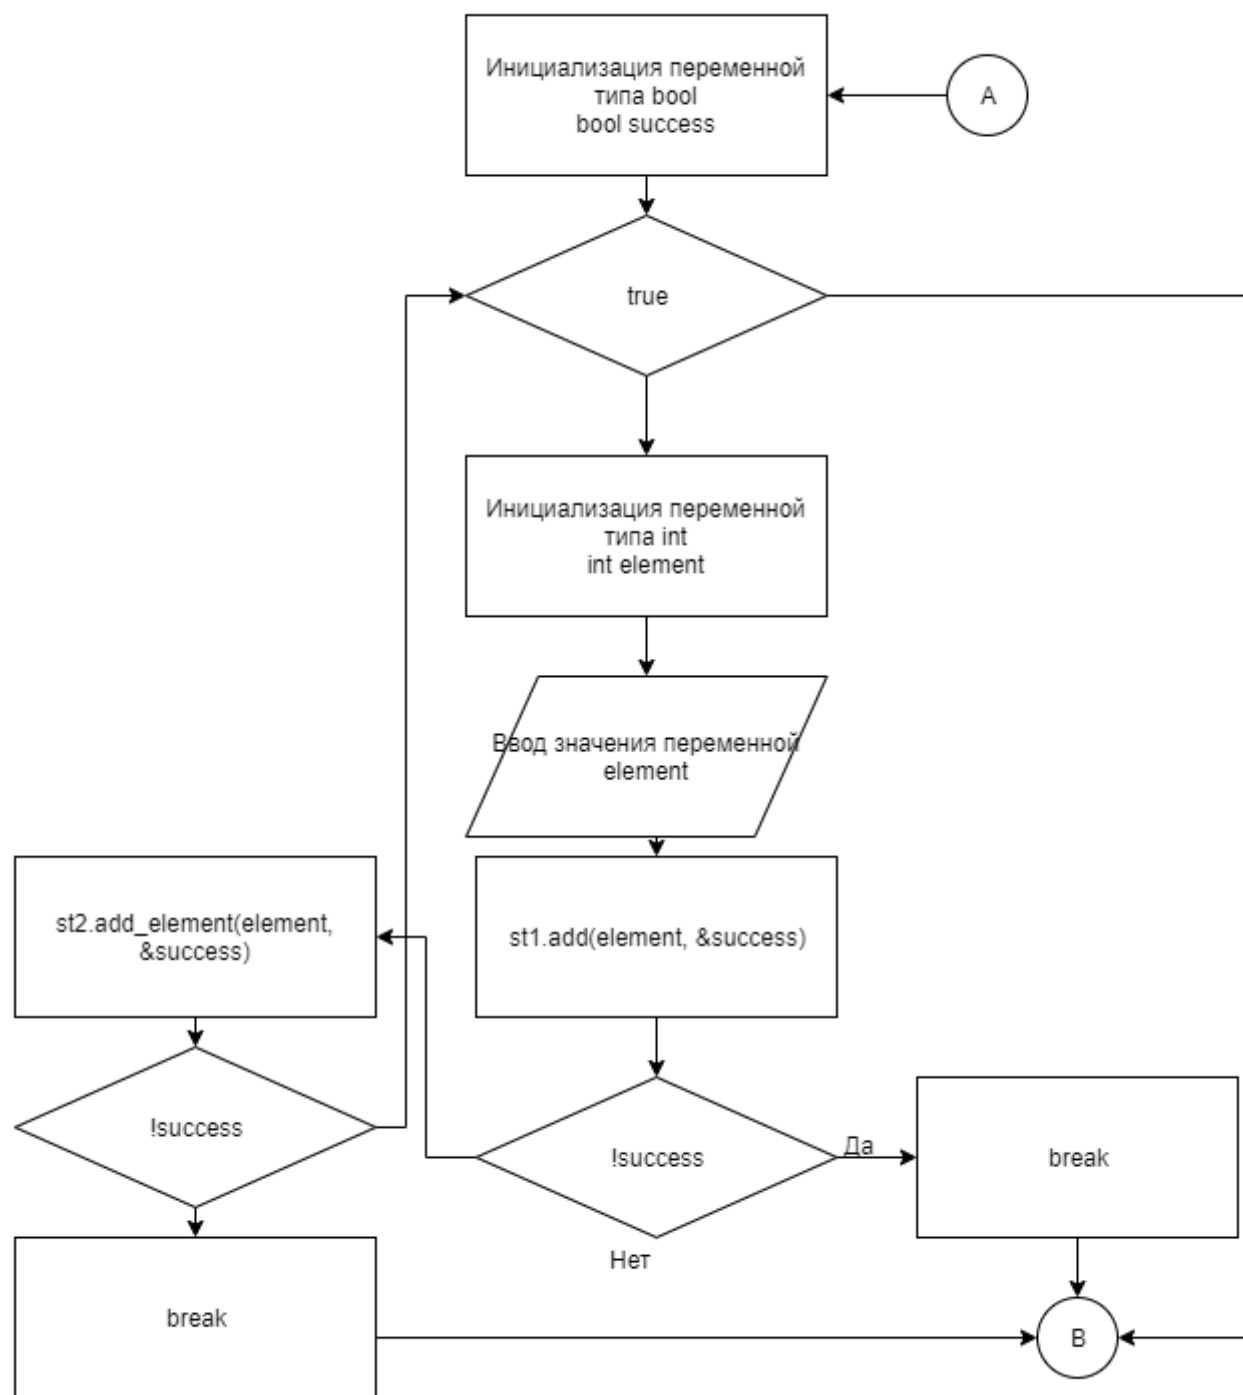 Инициализация переменной
типа bool
bool success
A
true
Инициализация переменной
типа int
int element
Ввод значения переменной
element
st2.add_element(element,
&success)
st1.add(element, &success)
!success
!success
Да
break
Нет
break
B